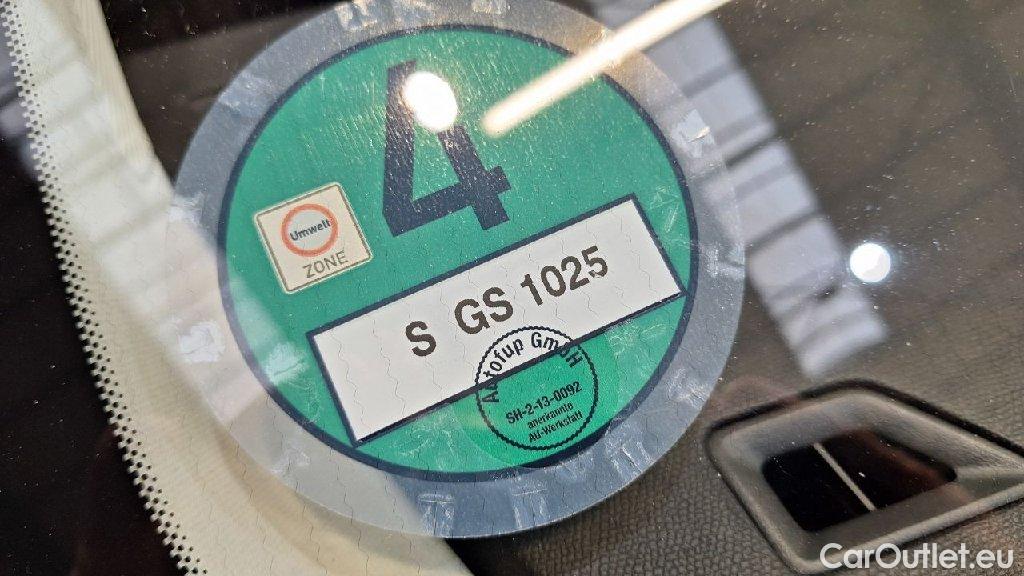 4
Umwelt
ZONE
S GS 1025
Autofup GmbH
SH-2-13-0092
anerkannte
AU-Werkstatt
CarOutlet.eu